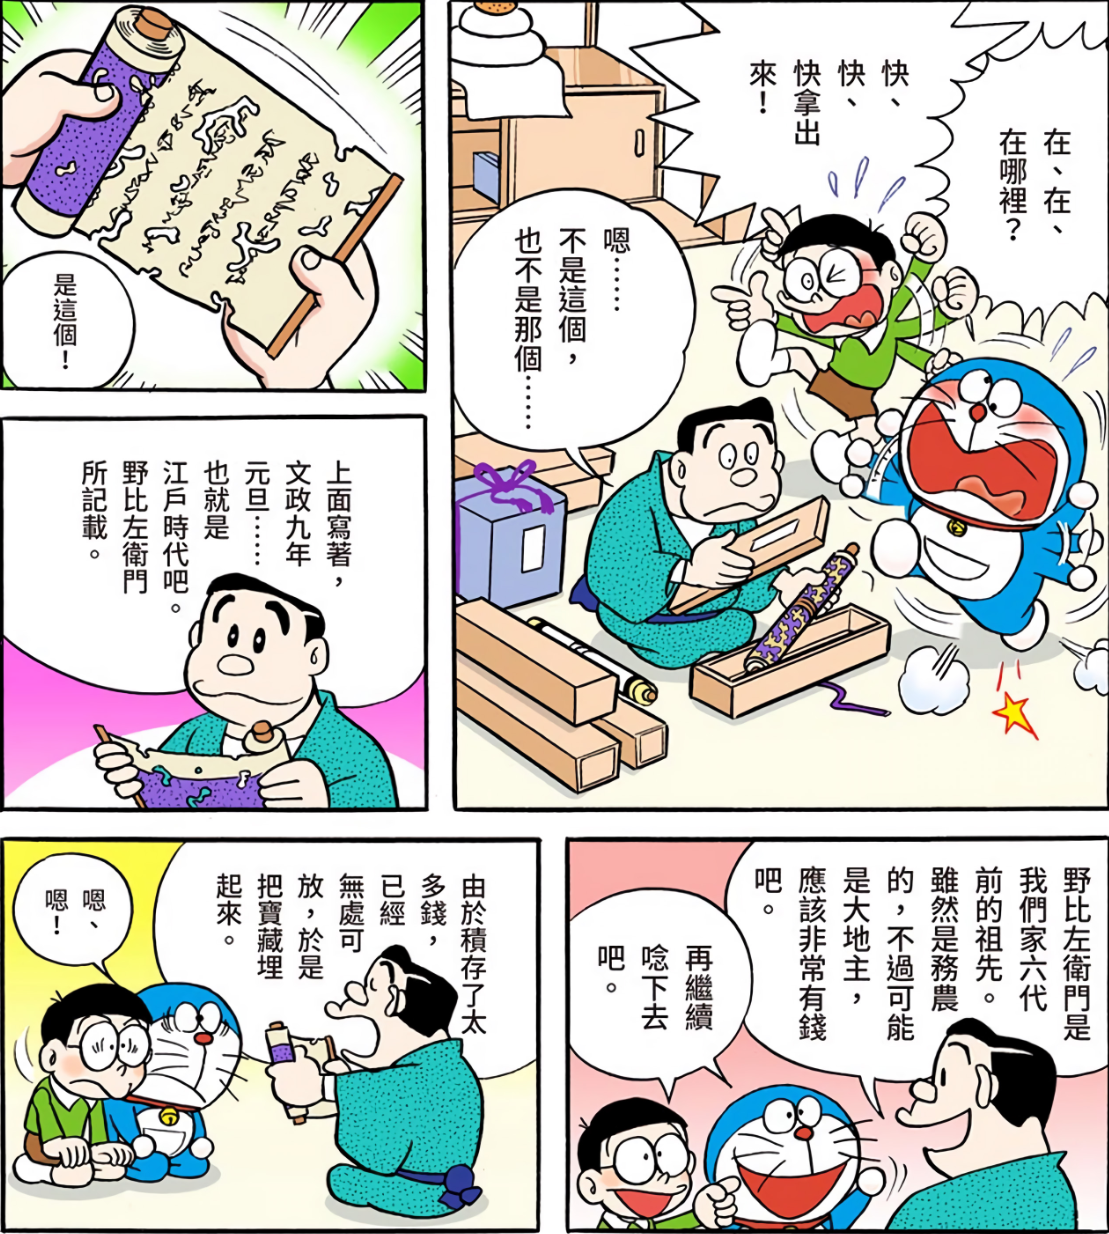 在、在、
在哪裡？
快、
快、
快拿出
來！
嗯……
不是這個，
也不是那個……
是這個！
上面寫著，
文政九年
元旦……
也就是
江戶時代吧。
野比左衛門
所記載。
野比左衛門是
我們家六代
前的祖先。
雖然是務農
的，不過可能
是大地主，
應該非常有錢
吧。
再繼續
唸下去
吧。
由於積存了太
多錢，
已經
無處可
放，於是
把寶藏埋
起來。
嗯、
嗯！